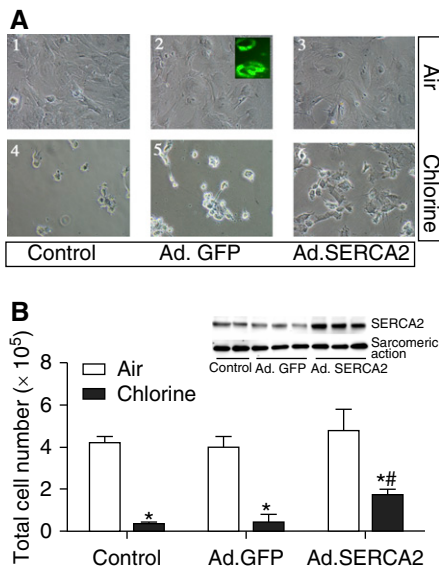 A
1
2
3
Air
4
5
6
Chlorine
Control
Ad. GFP
Ad.SERCA2
B
SERCA2
Sarcomeric
action
Control Ad. GFP Ad. SERCA2
Total cell number (× 10⁵)
8
6
4
2
0
Air
Chlorine
*
*
*#
Control
Ad.GFP
Ad.SERCA2